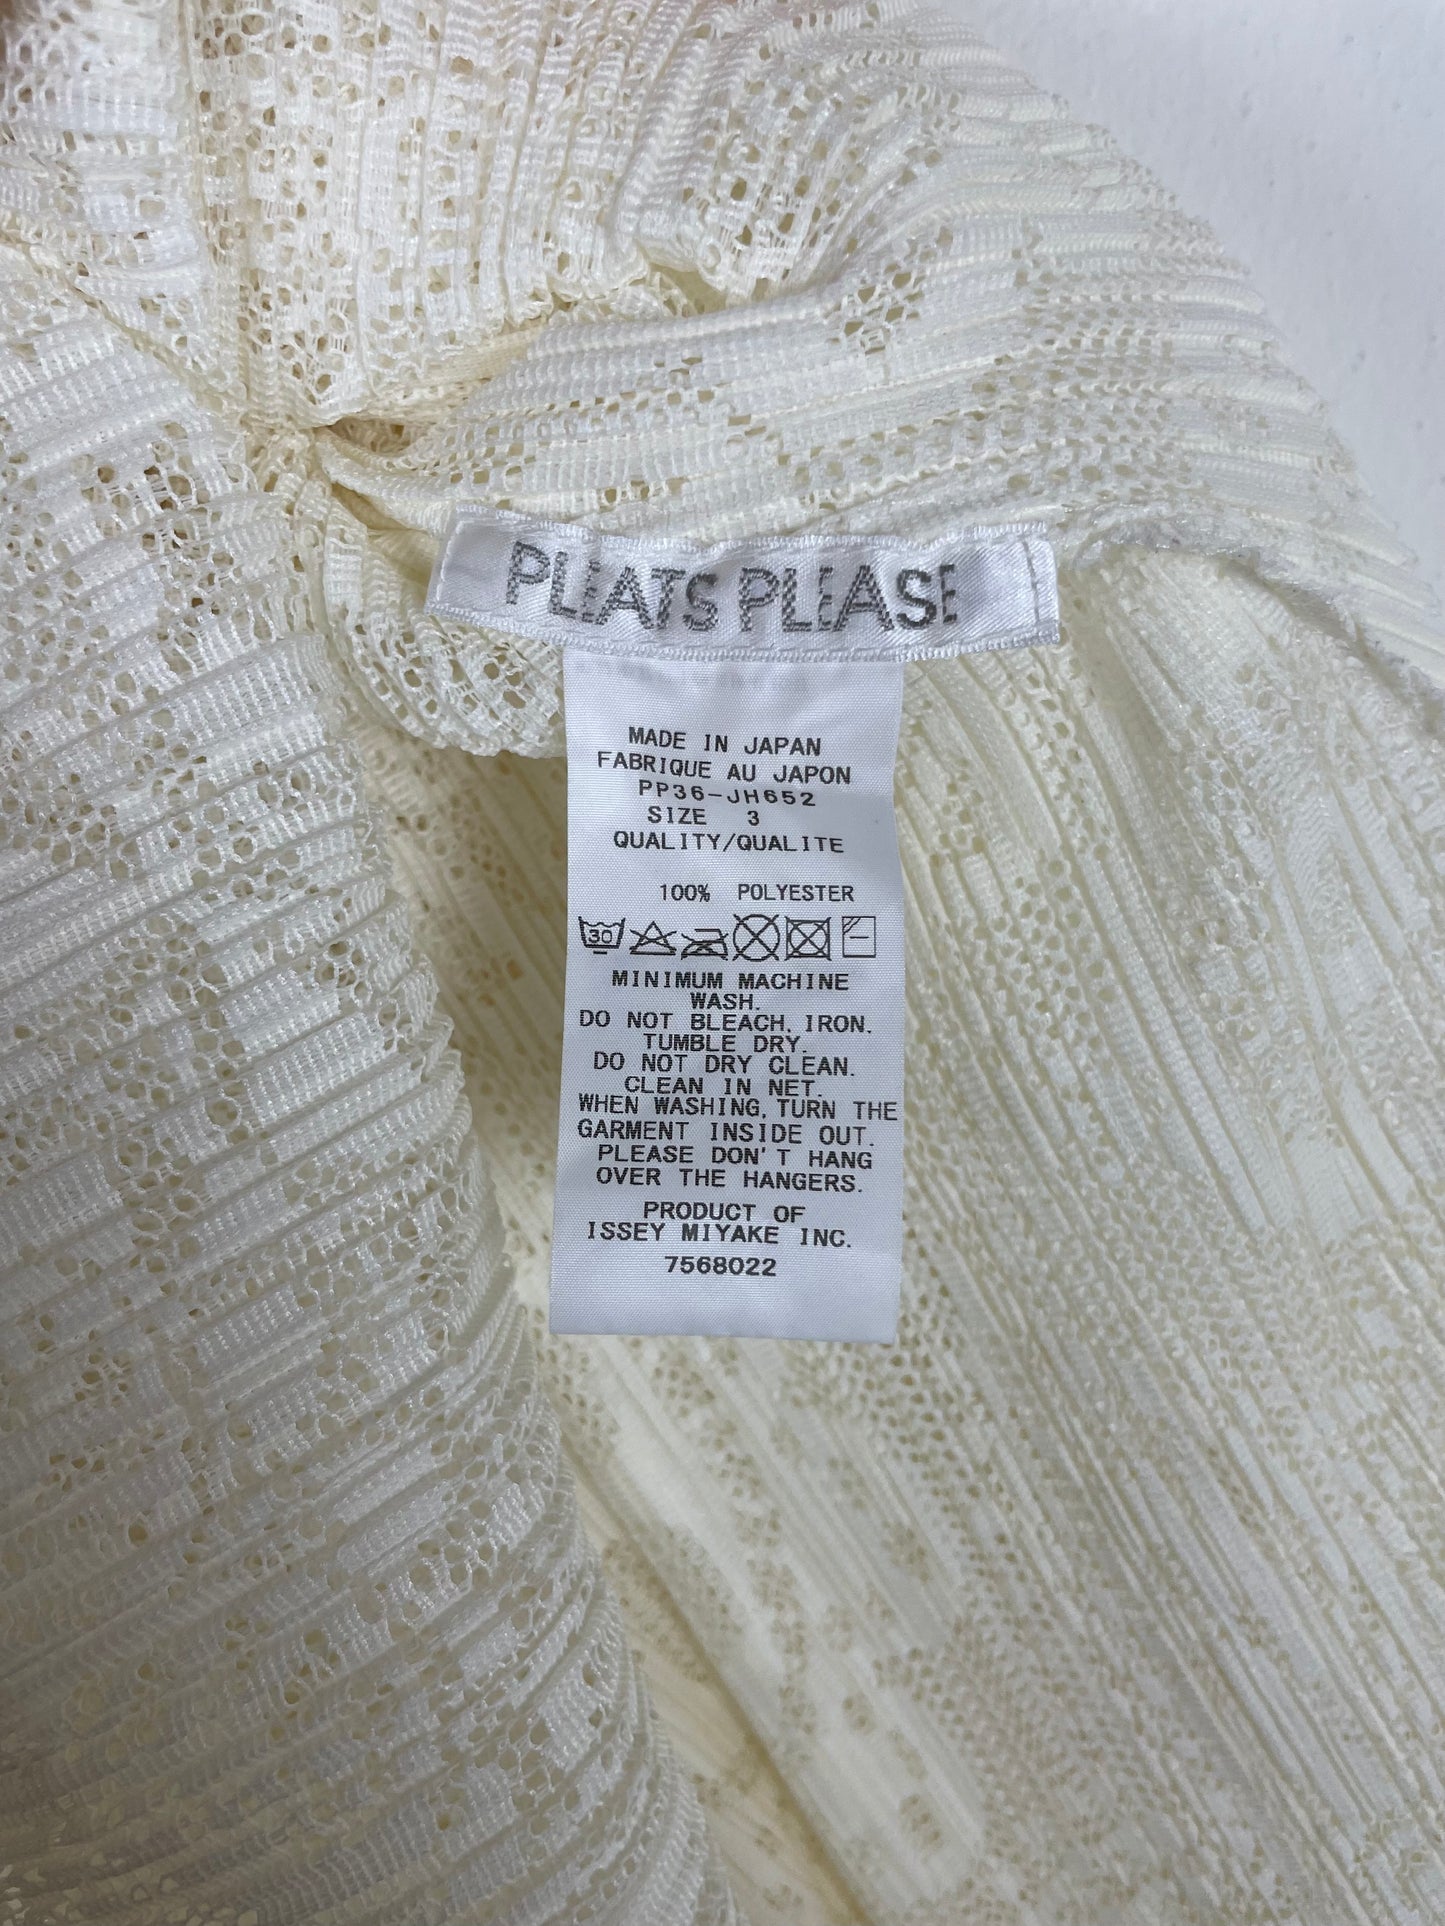 PLEATS PLEASE
MADE IN JAPAN
FABRIQUE AU JAPON
PP36-JH652
SIZE 3
QUALITY/QUALITE
100% POLYESTER
30
MINIMUM MACHINE
WASH.
DO NOT BLEACH, IRON.
TUMBLE DRY.
DO NOT DRY CLEAN.
CLEAN IN NET.
WHEN WASHING, TURN THE
GARMENT INSIDE OUT.
PLEASE DON'T HANG
OVER THE HANGERS.
PRODUCT OF
ISSEY MIYAKE INC.
7568022